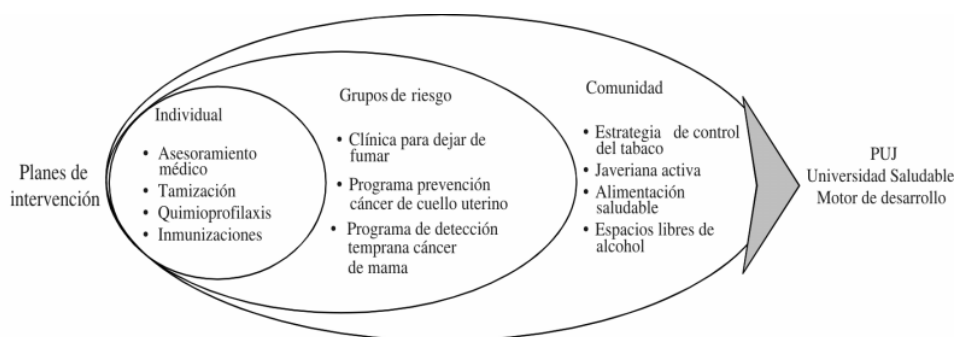 Planes de
intervención
Individual
• Asesoramiento
médico
• Tamización
• Quimioprofilaxis
• Inmunizaciones
Grupos de riesgo
• Clínica para dejar de
fumar
• Programa prevención
cáncer de cuello uterino
• Programa de detección
temprana cáncer
de mama
Comunidad
• Estrategia de control
del tabaco
• Javeriana activa
• Alimentación
saludable
• Espacios libres de
alcohol
PUJ
Universidad Saludable
Motor de desarrollo